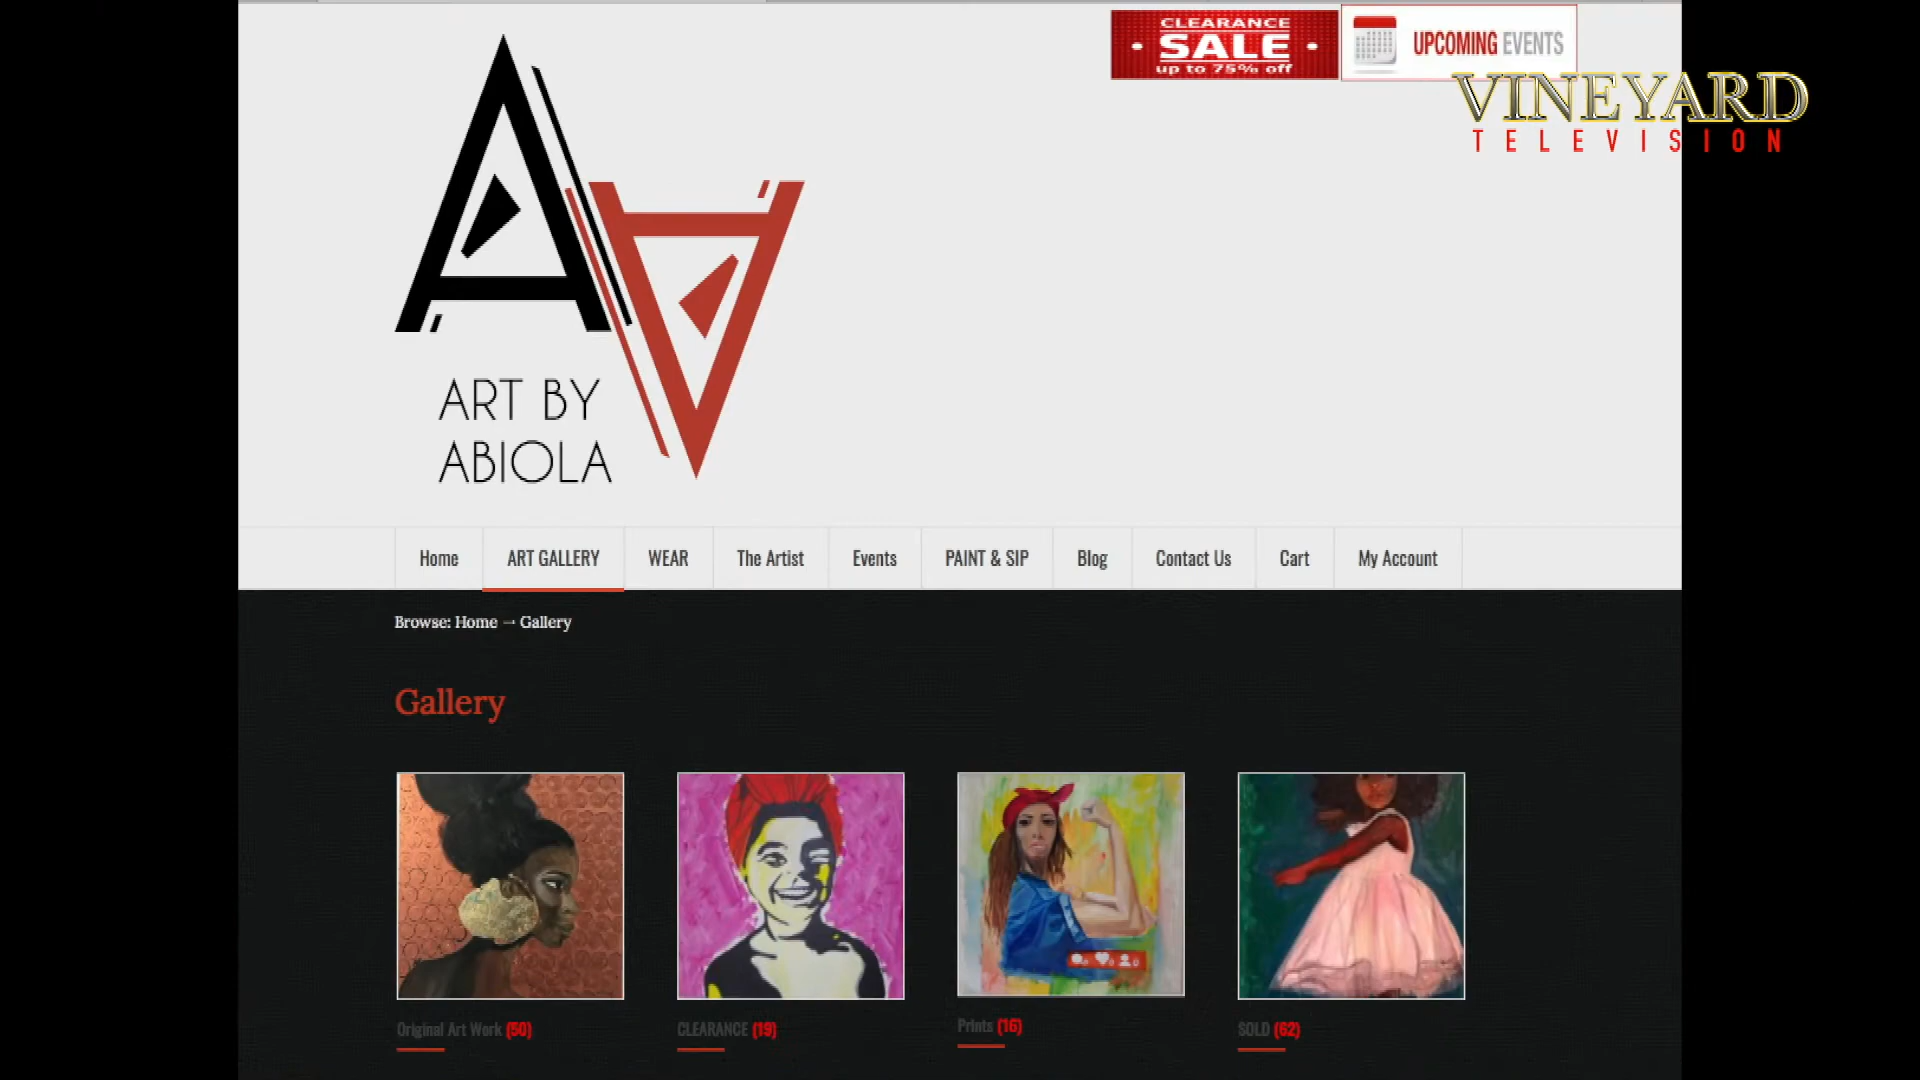 CLEARANCE
SALE
up to 75% off
UPCOMING EVENTS
VINEYARD
TELEVISION
ART BY
ABIOLA
Home
ART GALLERY
WEAR
The Artist
Events
PAINT & SIP
Blog
Contact Us
Cart
My Account
Browse: Home → Gallery
Gallery
Original Art Work (50)
CLEARANCE (19)
Prints (16)
SOLD (62)